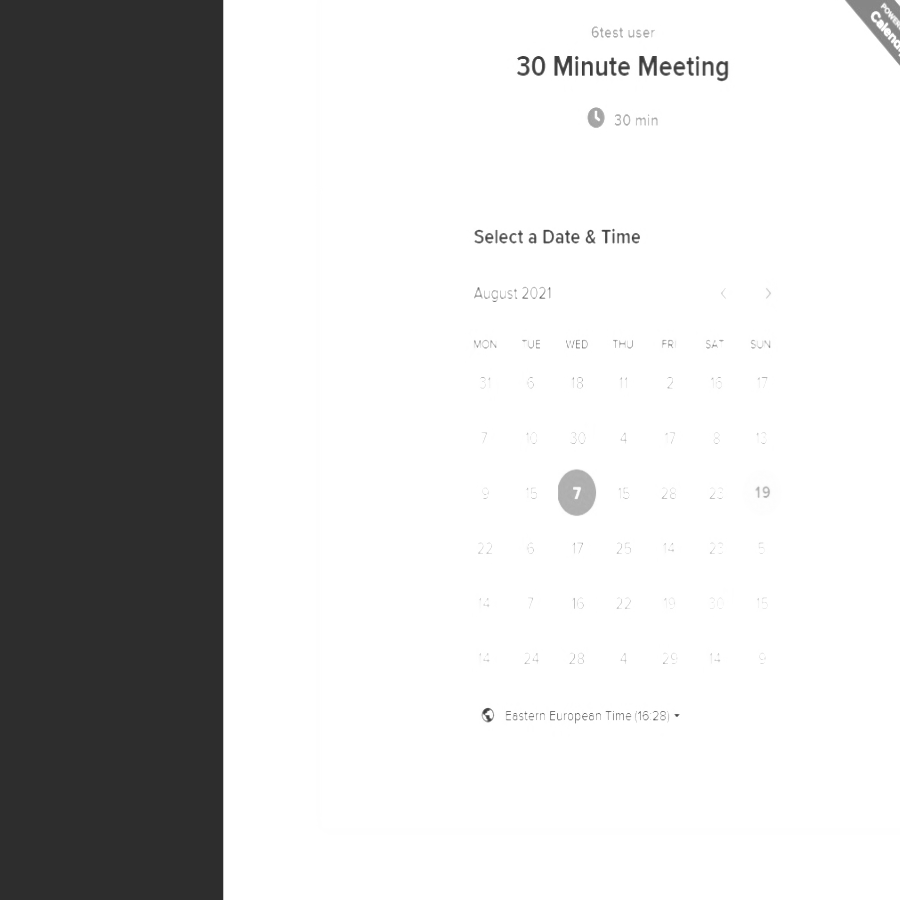 6test user
30 Minute Meeting
30 min
Select a Date & Time
August 2021
MON TUE WED THU FRI SAT SUN
31 6 18 11 2 16 17
7 10 30 4 17 8 13
9 15 7 15 28 23 19
22 6 17 25 14 23 5
14 7 16 22 19 30 15
14 24 28 4 29 14 9
Eastern European Time (16:28)